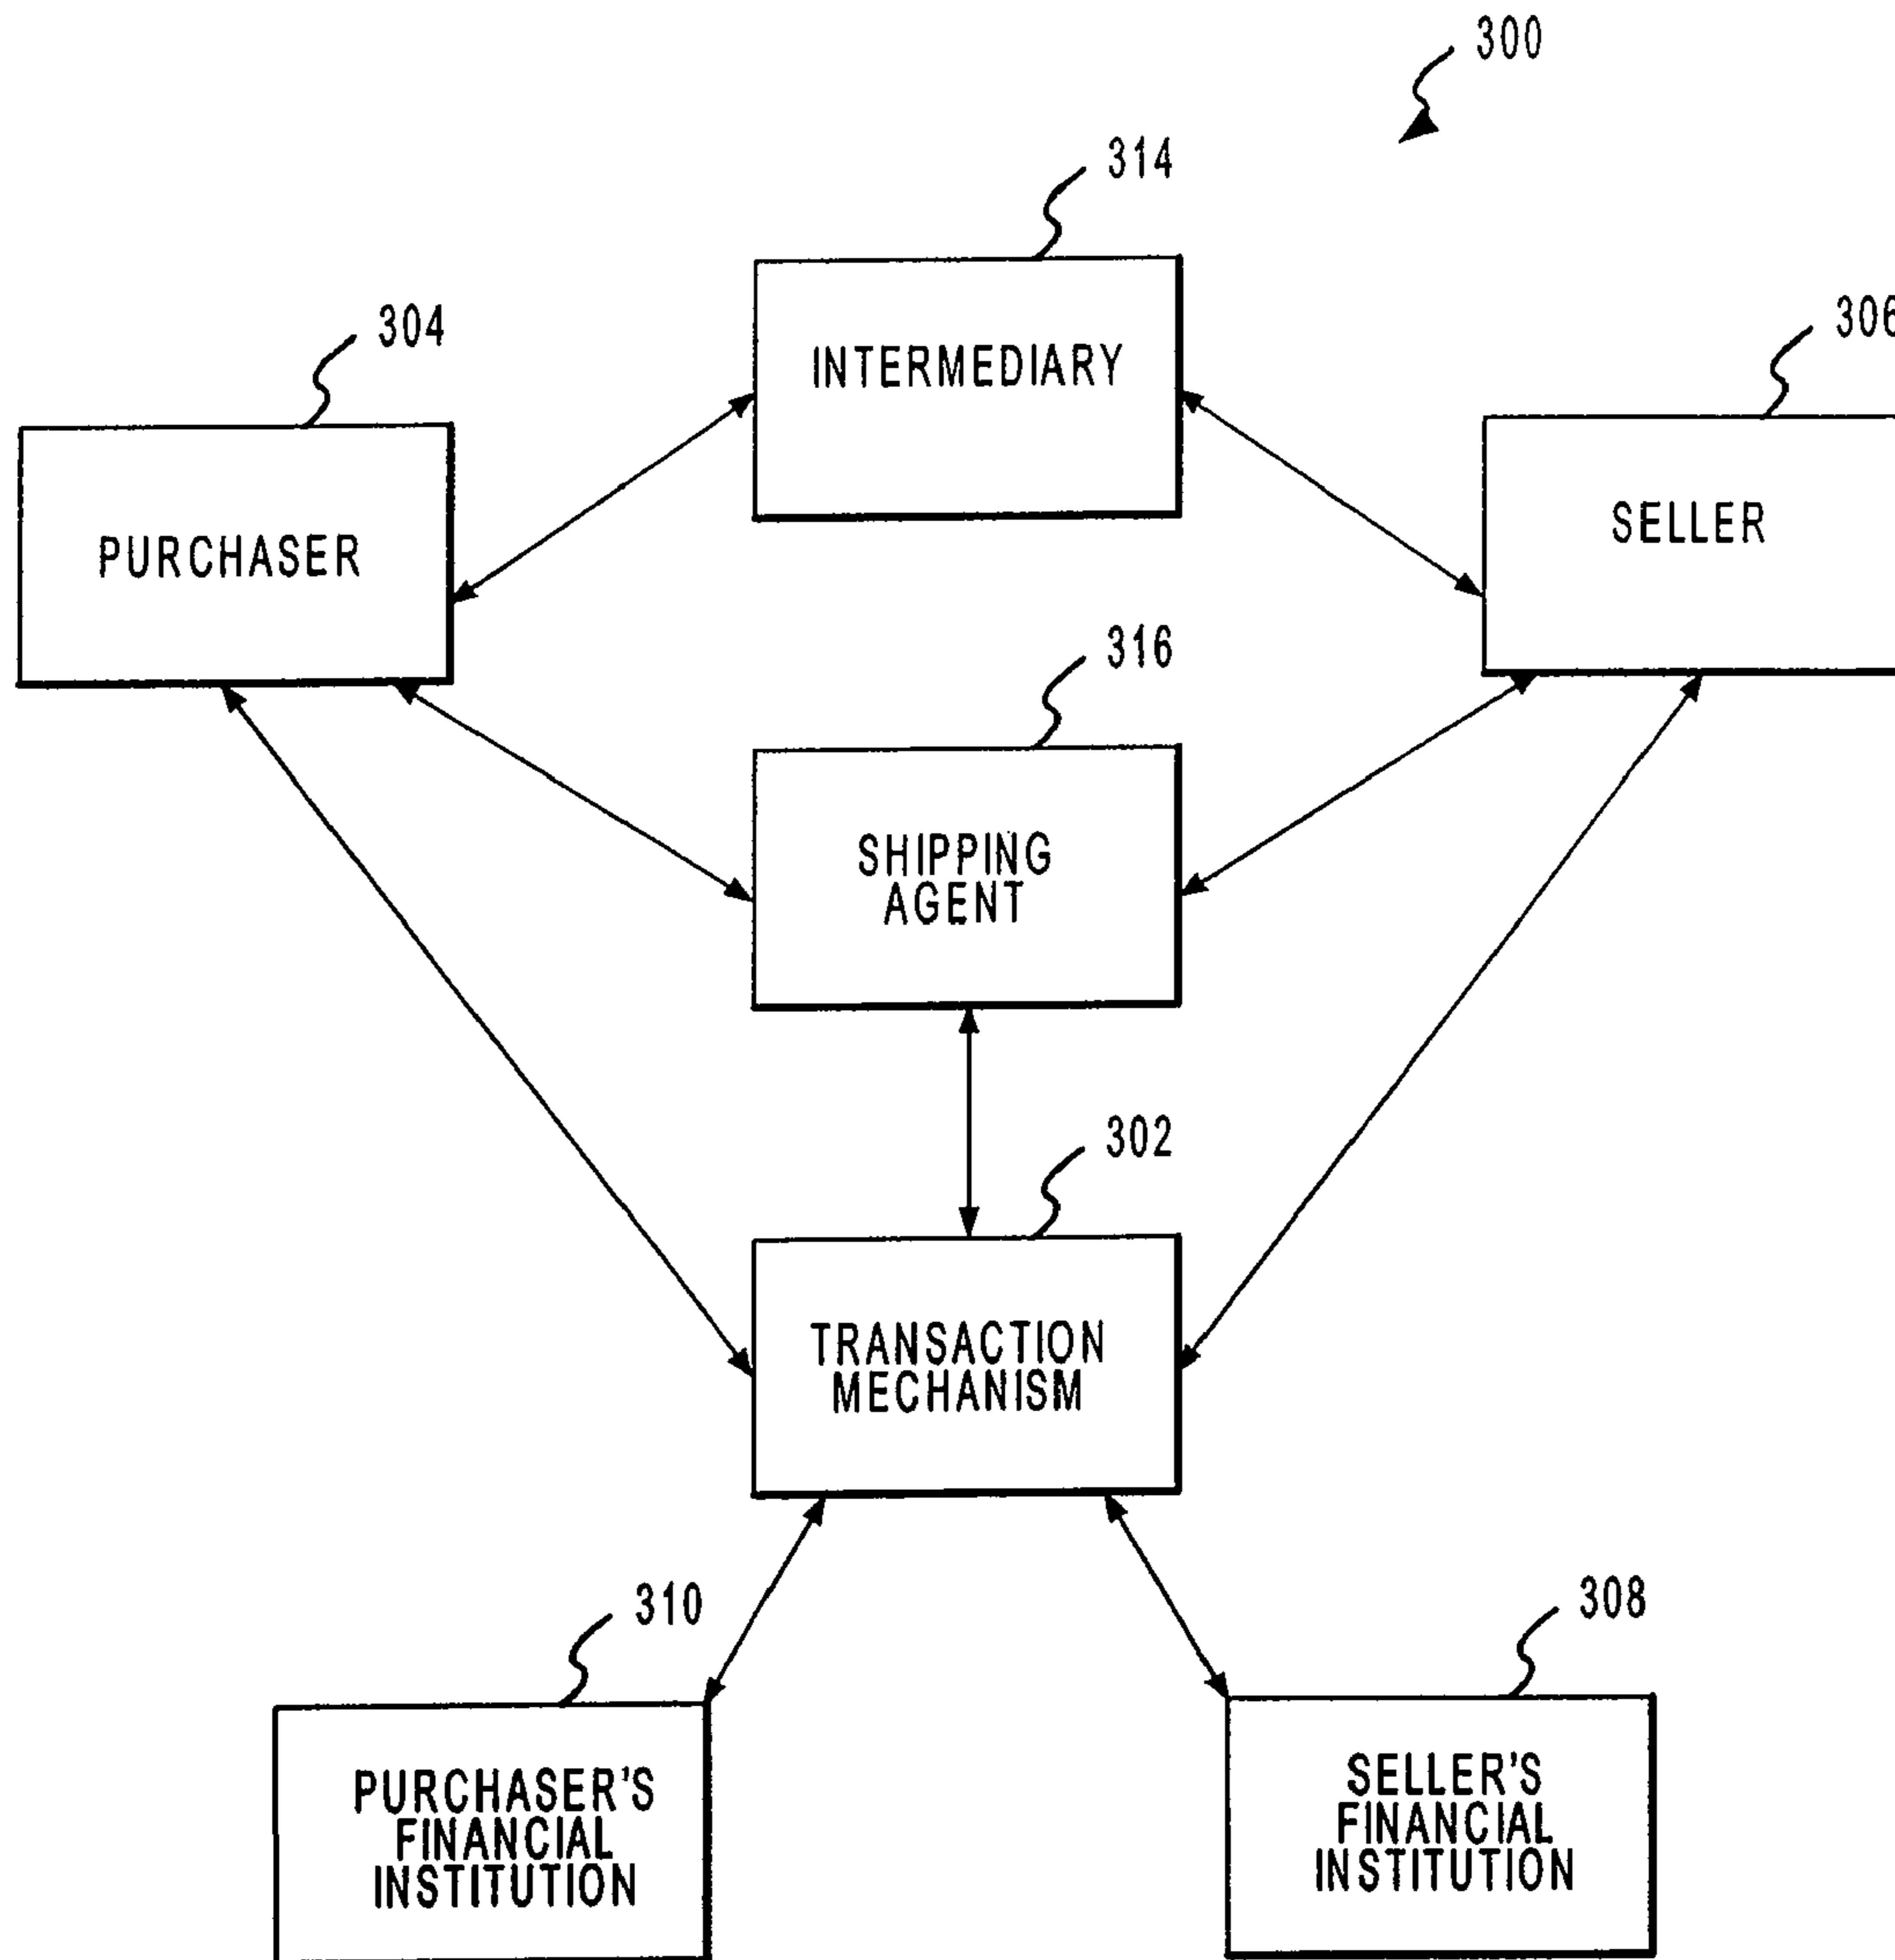 300
314
304
306
INTERMEDIARY
PURCHASER
SELLER
316
SHIPPING
AGENT
302
TRANSACTION
MECHANISM
310
308
PURCHASER'S
FINANCIAL
INSTITUTION
SELLER'S
FINANCIAL
INSTITUTION